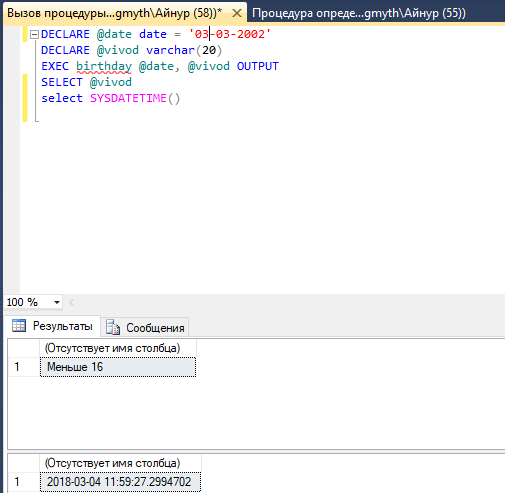 Вызов процедуры...gmyth\Айнур (58))* Процедура опреде...gmyth\Айнур (55))
DECLARE @date date = '03-03-2002'
DECLARE @vivod varchar(20)
EXEC birthday @date, @vivod OUTPUT
SELECT @vivod
select SYSDATETIME()
100 %
Результаты Сообщения
(Отсутствует имя столбца)
1 Меньше 16
(Отсутствует имя столбца)
1 2018-03-04 11:59:27.2994702